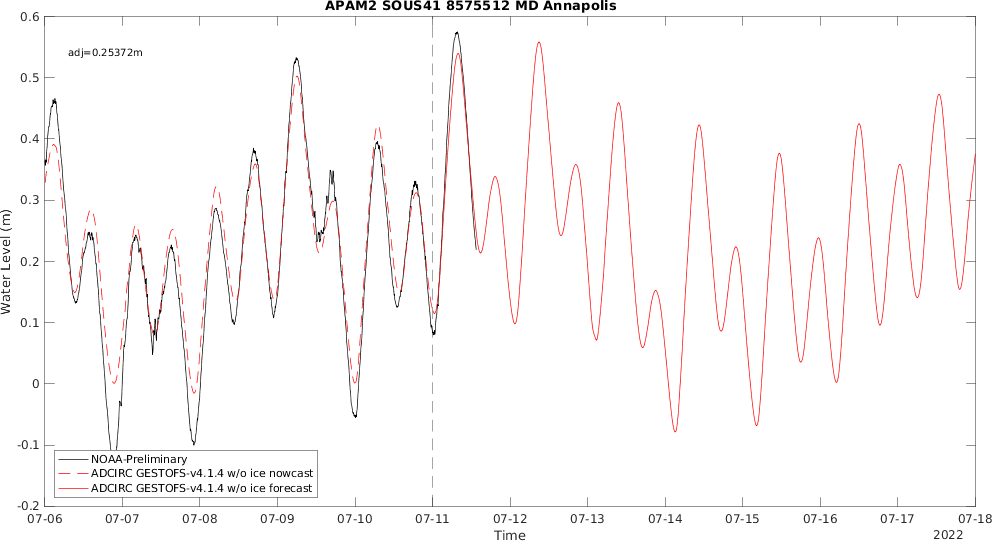 APAM2 SOUS41 8575512 MD Annapolis
adj=0.25372m
Water Level (m)
0.6
0.5
0.4
0.3
0.2
0.1
0
-0.1
-0.2
NOAA-Preliminary
ADCIRC GESTOFS-v4.1.4 w/o ice nowcast
ADCIRC GESTOFS-v4.1.4 w/o ice forecast
07-06 07-07 07-08 07-09 07-10 07-11 07-12 07-13 07-14 07-15 07-16 07-17 07-18
Time
2022